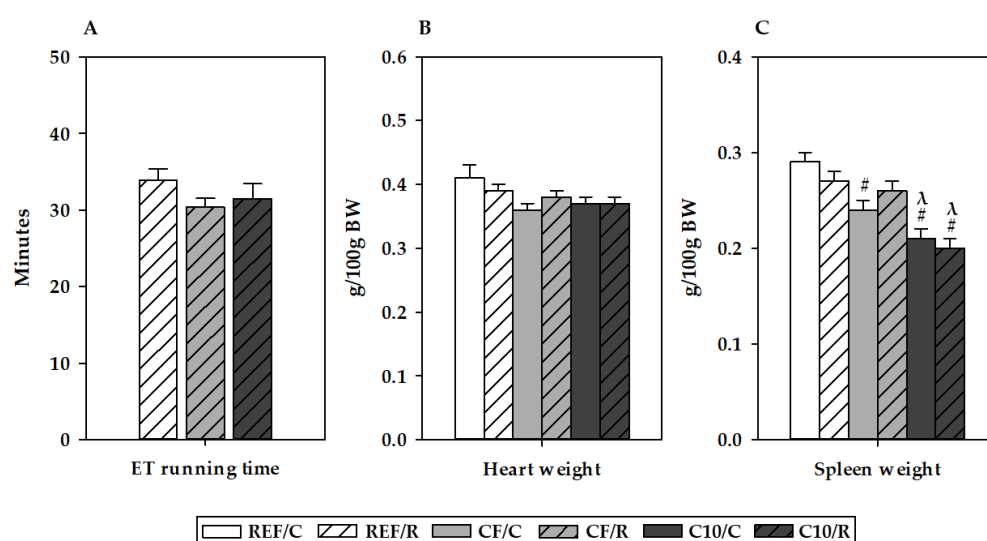 A
50
40
30
20
10
0
Minutes
ET running time
B
0.6
0.5
0.4
0.3
0.2
0.1
0.0
g/100g BW
Heart weight
C
0.4
0.3
0.2
0.1
0.0
g/100g BW
#
λ
#
λ
#
Spleen weight
REF/C REF/R CF/C CF/R C10/C C10/R